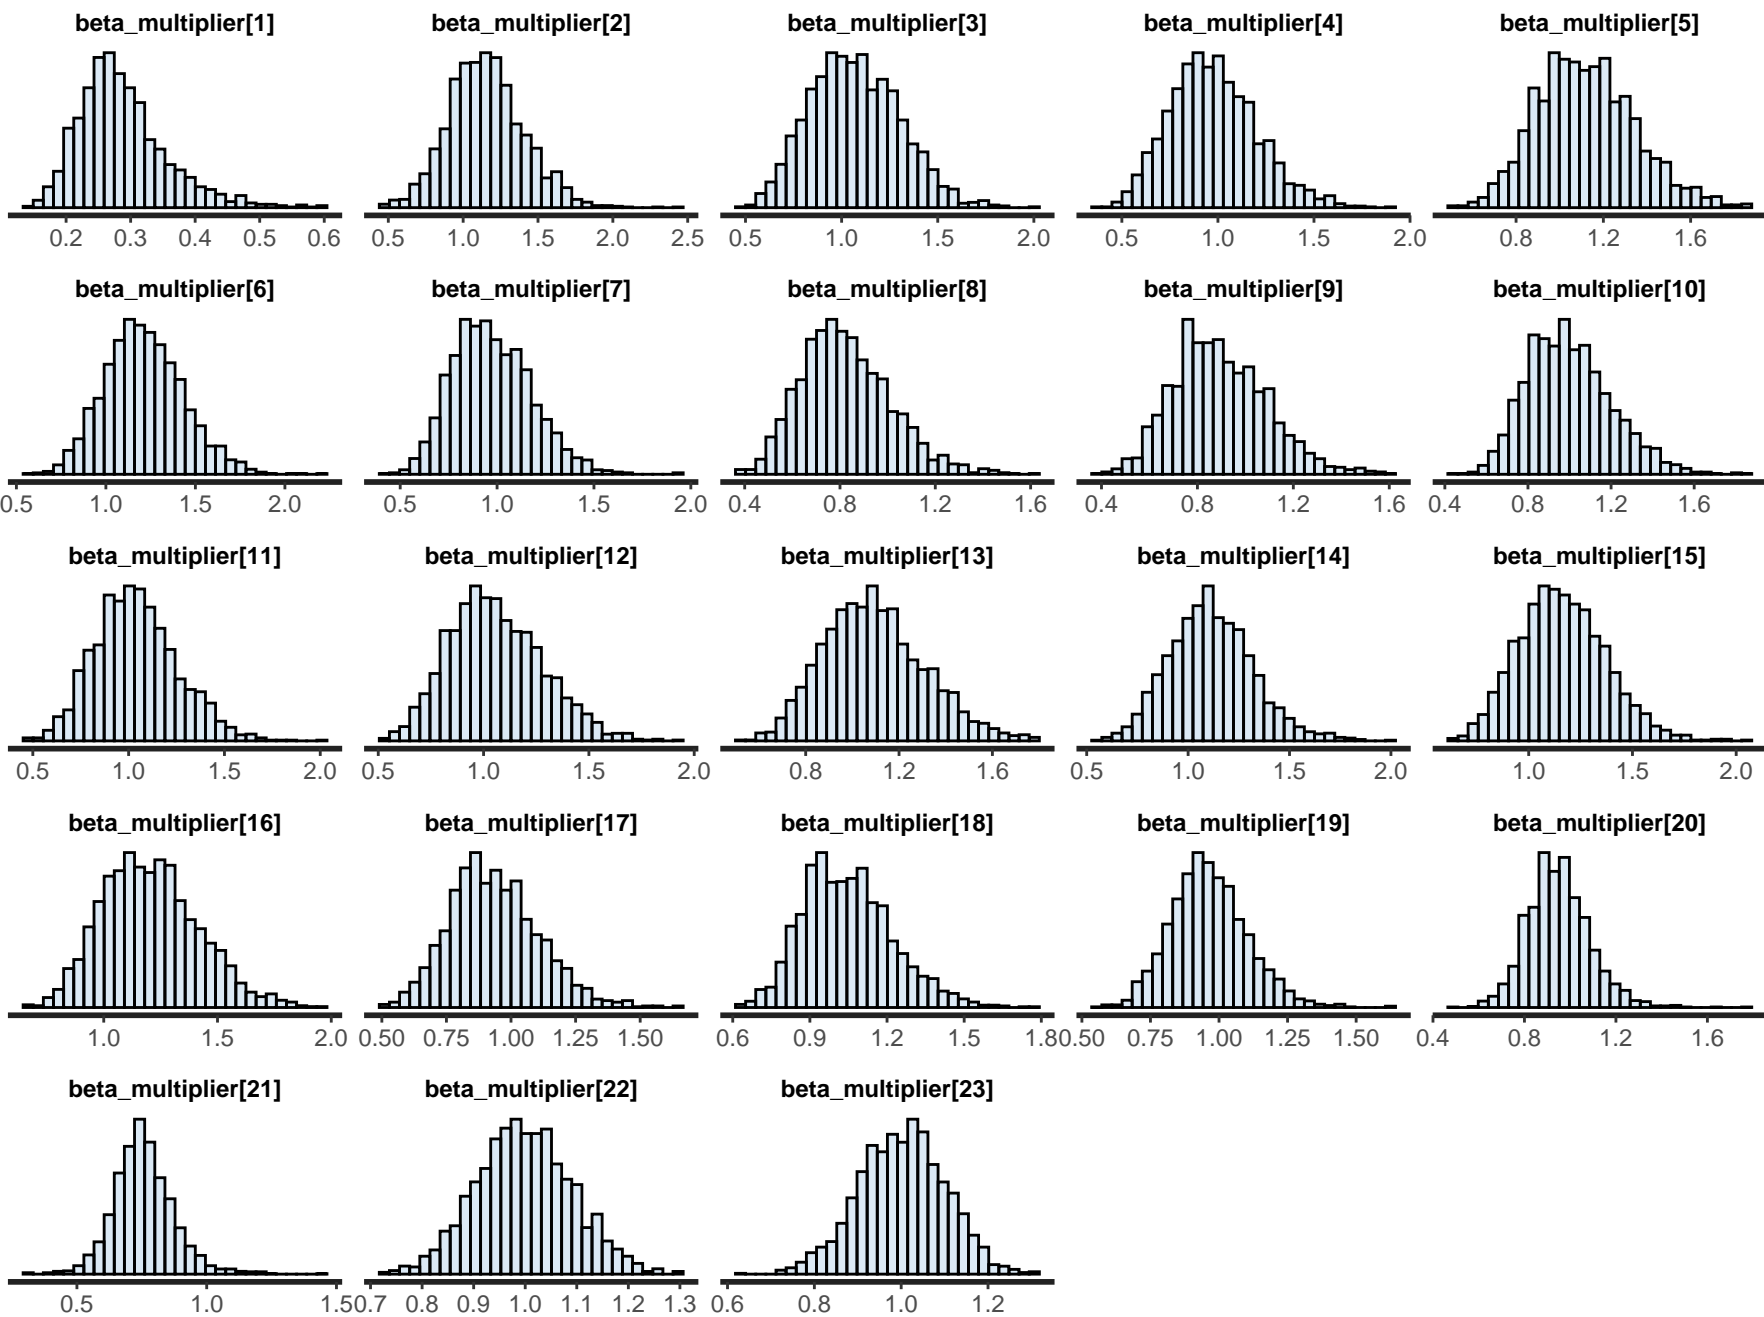 beta_multiplier[1] beta_multiplier[2] beta_multiplier[3] beta_multiplier[4] beta_multiplier[5]
0.2 0.3 0.4 0.5 0.6 0.5 1.0 1.5 2.0 2.5 0.5 1.0 1.5 2.0 0.5 1.0 1.5 2.0 0.8 1.2 1.6
beta_multiplier[6] beta_multiplier[7] beta_multiplier[8] beta_multiplier[9] beta_multiplier[10]
0.5 1.0 1.5 2.0 0.5 1.0 1.5 2.0 0.4 0.8 1.2 1.6 0.4 0.8 1.2 1.6 0.4 0.8 1.2 1.6
beta_multiplier[11] beta_multiplier[12] beta_multiplier[13] beta_multiplier[14] beta_multiplier[15]
0.5 1.0 1.5 2.0 0.5 1.0 1.5 2.0 0.8 1.2 1.6 0.5 1.0 1.5 2.0 1.0 1.5 2.0
beta_multiplier[16] beta_multiplier[17] beta_multiplier[18] beta_multiplier[19] beta_multiplier[20]
1.0 1.5 2.0 0.50 0.75 1.00 1.25 1.50 0.6 0.9 1.2 1.5 1.8 0.50 0.75 1.00 1.25 1.50 0.4 0.8 1.2 1.6
beta_multiplier[21] beta_multiplier[22] beta_multiplier[23]
0.5 1.0 1.5 0.7 0.8 0.9 1.0 1.1 1.2 1.3 0.6 0.8 1.0 1.2